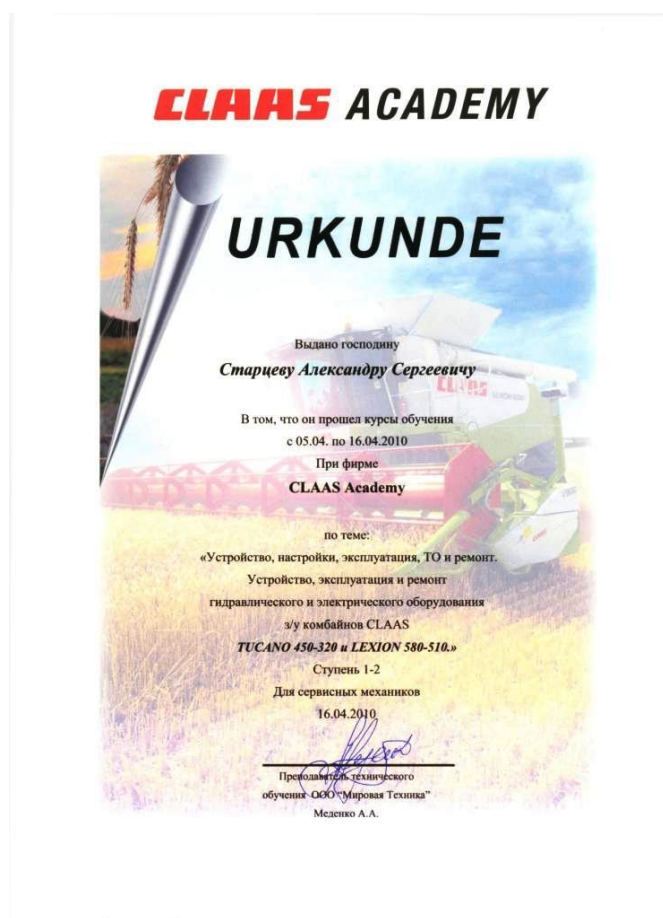 CLAAS ACADEMY
URKUNDE
Выдано господину
Старцеву Александру Сергеевичу
В том, что он прошел курсы обучения
с 05.04. по 16.04.2010
При фирме
CLAAS Academy
по теме:
«Устройство, настройки, эксплуатация, ТО и ремонт.
Устройство, эксплуатация и ремонт
гидравлического и электрического оборудования
з/у комбайнов CLAAS
TUCANO 450-320 и LEXION 580-510.»
Ступень 1-2
Для сервисных механиков
16.04.2010
Преподаватель технического
обучения ООО "Мировая Техника"
Меденко А.А.
CLAAS